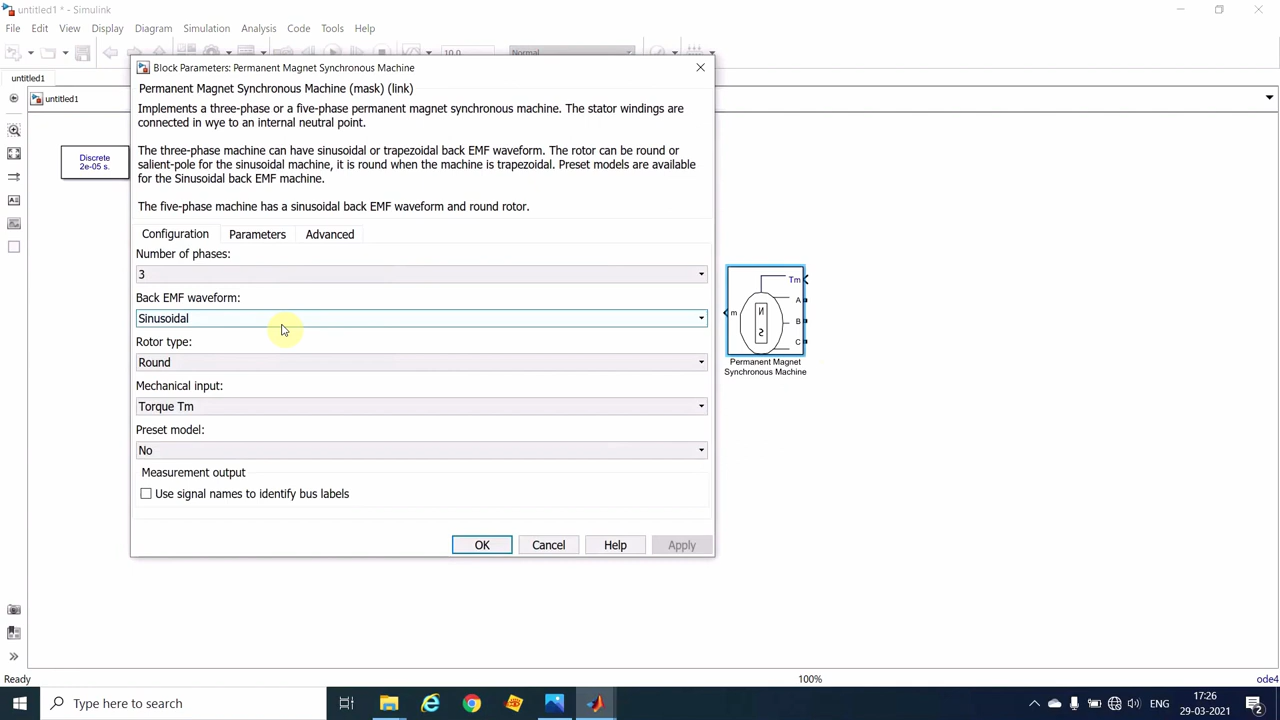 untitled1 * - Simulink
File Edit View Display Diagram Simulation Analysis Code Tools Help
10.0 Normal
untitled1
untitled1
Discrete
2e-05 s.
Block Parameters: Permanent Magnet Synchronous Machine
Permanent Magnet Synchronous Machine (mask) (link)
Implements a three-phase or a five-phase permanent magnet synchronous machine. The stator windings are
connected in wye to an internal neutral point.
The three-phase machine can have sinusoidal or trapezoidal back EMF waveform. The rotor can be round or
salient-pole for the sinusoidal machine, it is round when the machine is trapezoidal. Preset models are available
for the Sinusoidal back EMF machine.
The five-phase machine has a sinusoidal back EMF waveform and round rotor.
Configuration Parameters Advanced
Number of phases:
3
Back EMF waveform:
Sinusoidal
Rotor type:
Round
Mechanical input:
Torque Tm
Preset model:
No
Measurement output
Use signal names to identify bus labels
OK Cancel Help Apply
Tm
A
m N B
S
C
Permanent Magnet
Synchronous Machine
Ready 100% ode4
Type here to search
ENG
17:26
29-03-2021
2